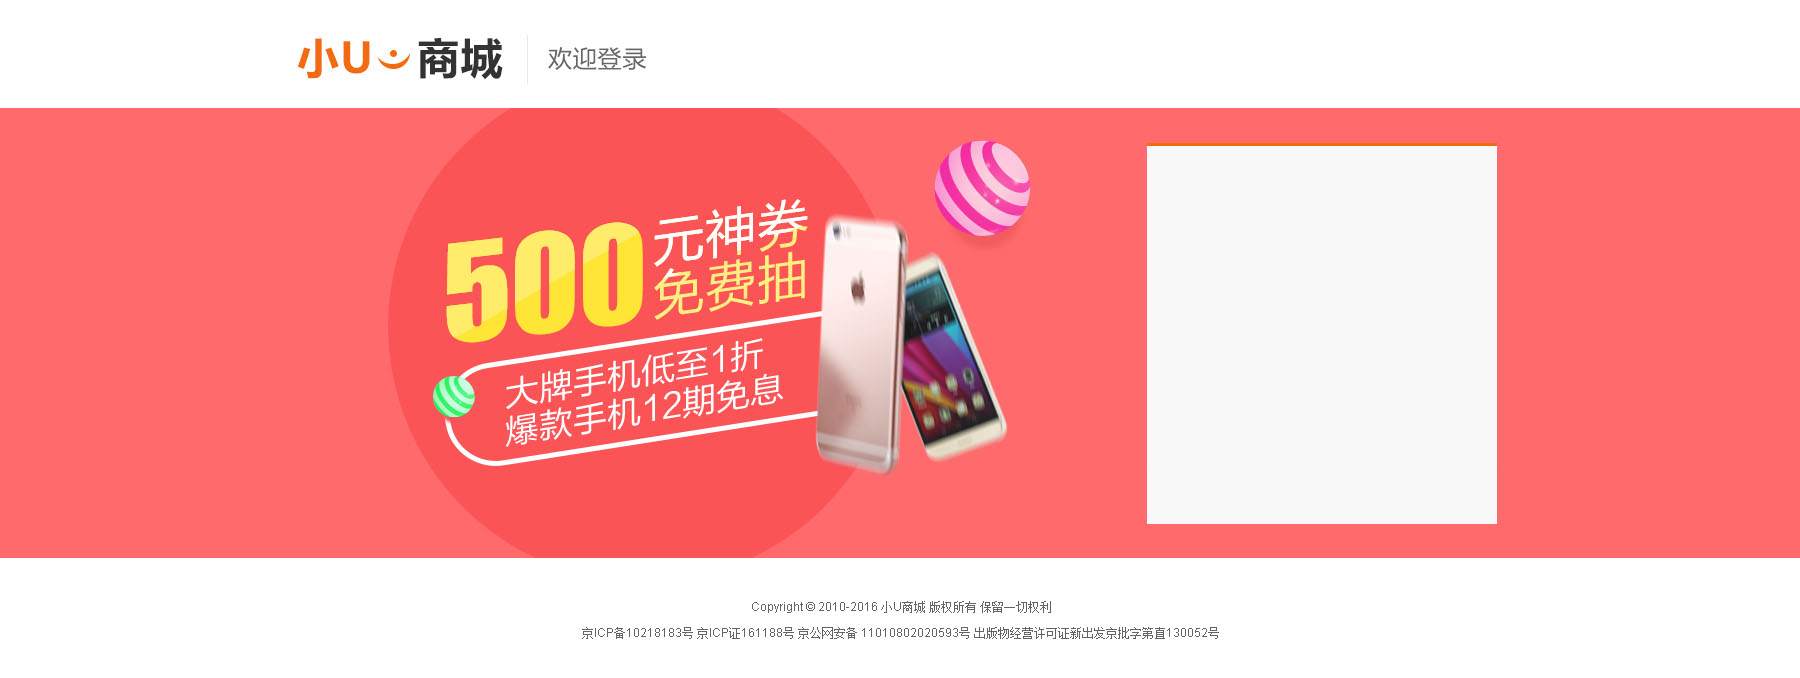 小U商城 欢迎登录
500元神券
免费抽
大牌手机低至1折
爆款手机12期免息
Copyright © 2010-2016 小U商城 版权所有 保留一切权利
京ICP备10218183号 京ICP证161188号 京公网安备 11010802020593号 出版物经营许可证新出发京批字第直130052号